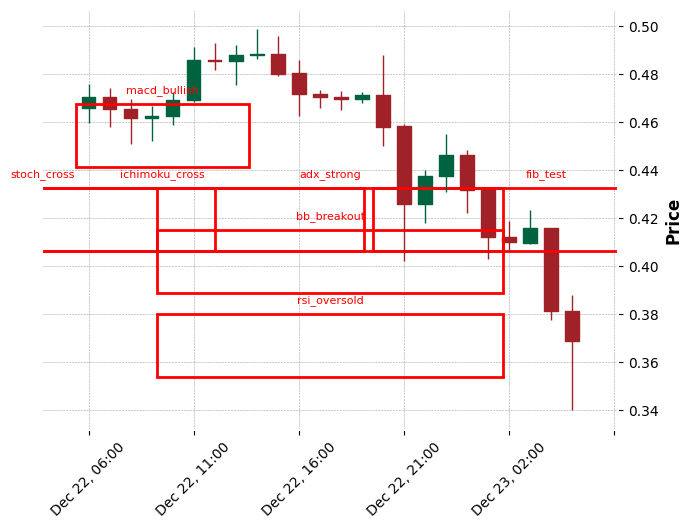 0.50
0.48
macd_bullish
0.46
0.44
stoch_cross ichimoku_cross adx_strong fib_test
0.42
bb_breakout
Price
0.40
rsi_oversold
0.38
0.36
0.34
Dec 22, 06:00
Dec 22, 11:00
Dec 22, 16:00
Dec 22, 21:00
Dec 23, 02:00